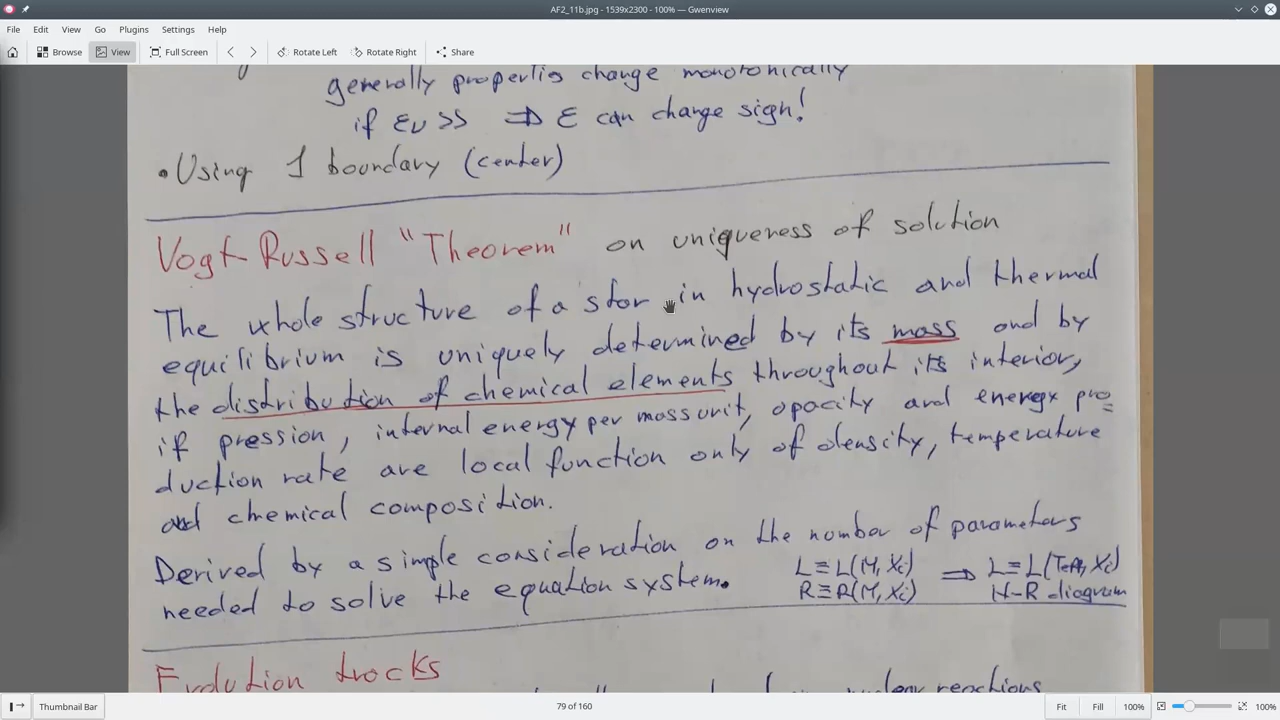 AF2_11b.jpg - 1539x2300 - 100% — Gwenview
File Edit View Go Plugins Settings Help
Browse View Full Screen Rotate Left Rotate Right Share
generally propertis change monotonically
if εν >> ⇒ ε can change sign!
• Using 1 boundary (center)
Vogt Russell "Theorem" on uniqueness of solution
The whole structure of a star in hydrostatic and thermal
equilibrium is uniquely determined by its mass and by
the distribution of chemical elements throughout its interior,
if pression, internal energy per mass unit, opacity and energy pro=
duction rate are local function only of density, temperature
and chemical composition.
Derived by a simple consideration on the number of parameters
needed to solve the equation system.
L≡L(M,Xi) ⇒ L≡L(Teff,Xi)
R≡R(M,Xi) H-R diagram
Evolution tracks
nuclear reactions
Thumbnail Bar 79 of 160 Fit Fill 100% 100%